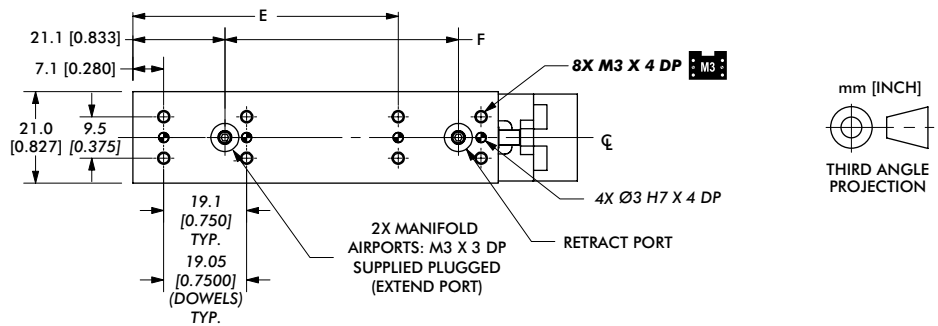 E
21.1 [0.833]
F
7.1 [0.280]
8X M3 X 4 DP
M3
mm [INCH]
21.0
[0.827]
9.5
[0.375]
℄
THIRD ANGLE
PROJECTION
19.1
[0.750]
TYP.
4X Ø3 H7 X 4 DP
2X MANIFOLD
AIRPORTS: M3 X 3 DP
SUPPLIED PLUGGED
(EXTEND PORT)
RETRACT PORT
19.05
[0.7500]
(DOWELS)
TYP.